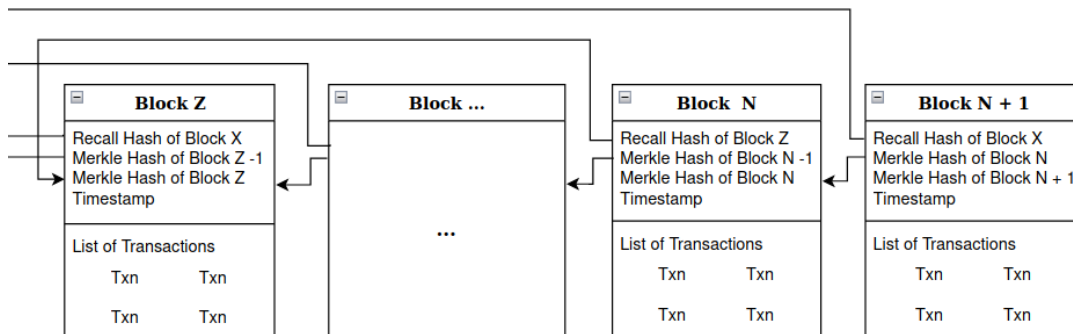 Block Z
Recall Hash of Block X
Merkle Hash of Block Z -1
Merkle Hash of Block Z
Timestamp
List of Transactions
Txn Txn
Txn Txn
Block ...
...
Block N
Recall Hash of Block Z
Merkle Hash of Block N -1
Merkle Hash of Block N
Timestamp
List of Transactions
Txn Txn
Txn Txn
Block N + 1
Recall Hash of Block X
Merkle Hash of Block N
Merkle Hash of Block N + 1
Timestamp
List of Transactions
Txn Txn
Txn Txn